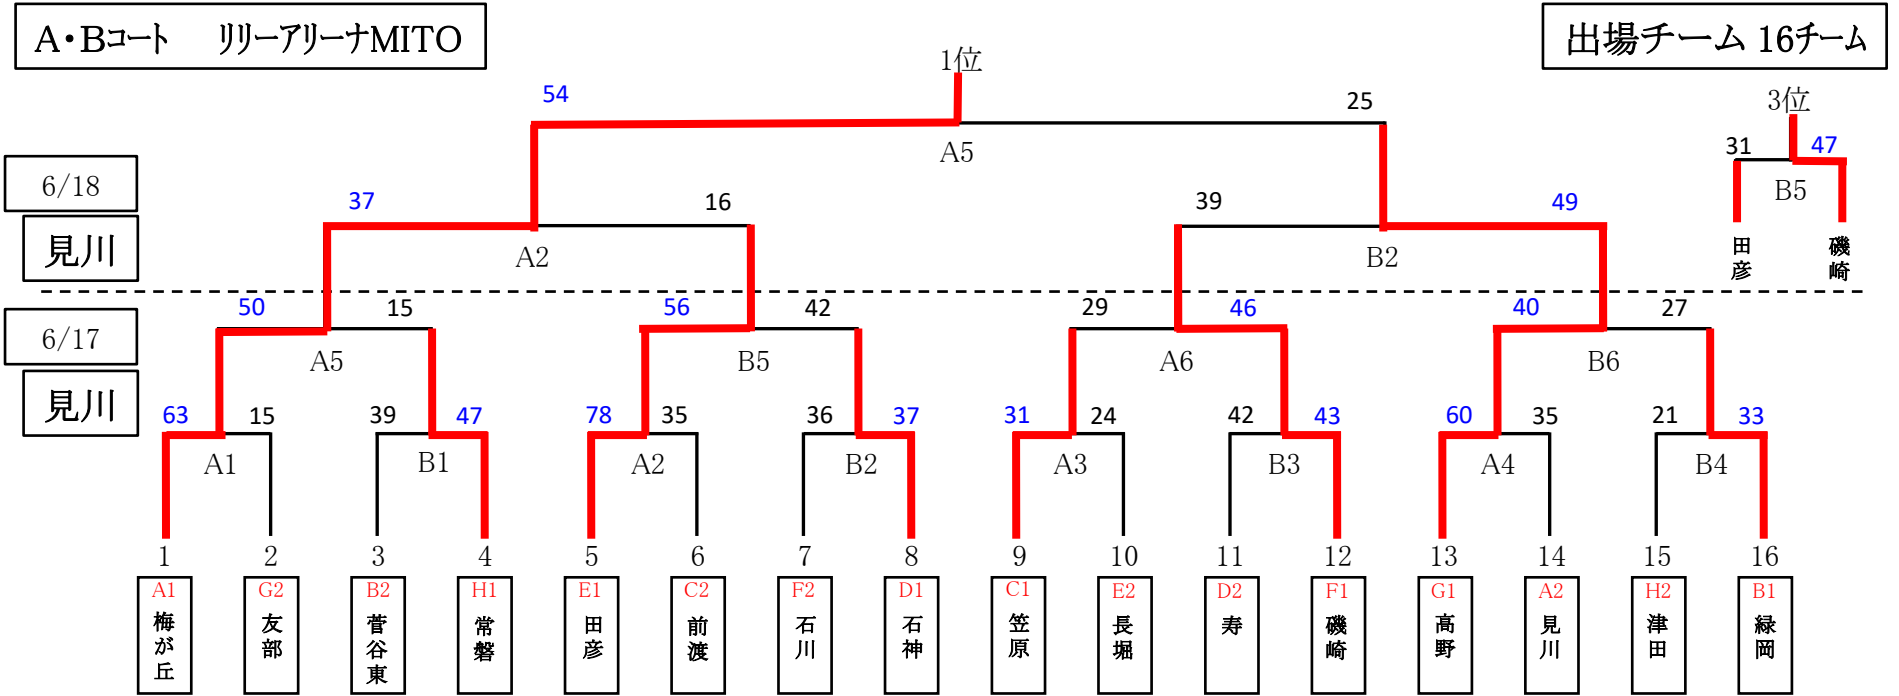 A・Bコート　リリーアリーナMITO
出場チーム 16チーム
1位
54
25
A5
3位
31
47
B5
田彦
磯崎
6/18
見川
37
16
39
49
A2
B2
50
15
56
42
29
46
40
27
6/17
A5
B5
A6
B6
見川
63
15
39
47
78
35
36
37
31
24
42
43
60
35
21
33
A1
B1
A2
B2
A3
B3
A4
B4
1
2
3
4
5
6
7
8
9
10
11
12
13
14
15
16
A1
G2
B2
H1
E1
C2
F2
D1
C1
E2
D2
F1
G1
A2
H2
B1
梅が丘
友部
菅谷東
常磐
田彦
前渡
石川
石神
笠原
長堀
寿
磯崎
高野
見川
津田
緑岡